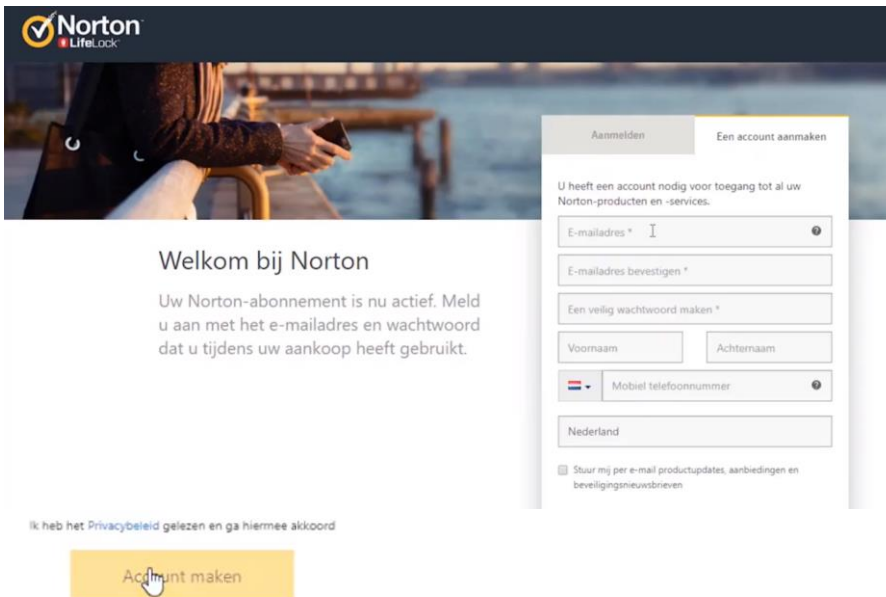 Norton
LifeLock
Aanmelden
Een account aanmaken
U heeft een account nodig voor toegang tot al uw
Norton-producten en -services.
E-mailadres *
E-mailadres bevestigen *
Een veilig wachtwoord maken *
Voornaam
Achternaam
Mobiel telefoonnummer
Nederland
Stuur mij per e-mail productupdates, aanbiedingen en
beveiligingsnieuwsbrieven
Welkom bij Norton
Uw Norton-abonnement is nu actief. Meld
u aan met het e-mailadres en wachtwoord
dat u tijdens uw aankoop heeft gebruikt.
Ik heb het Privacybeleid gelezen en ga hiermee akkoord
Account maken